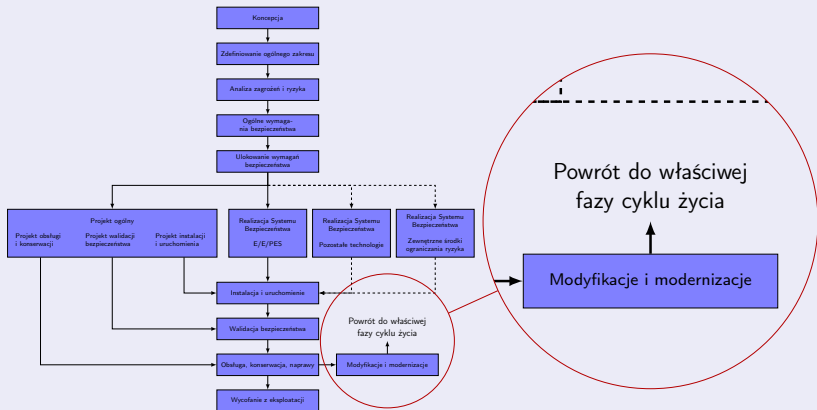 Koncepcja
Zdefiniowanie ogólnego zakresu
Analiza zagrożeń i ryzyka
Ogólne wyma-
nia bezpieczeństwa
Ulokowanie wymagań
bezpieczeństwa
Projekt ogólny
Projekt obsługi
i konserwacji
Projekt walidacji
bezpieczeństwa
Projekt instalacji
i uruchomienia
Realizacja Systemu
Bezpieczeństwa
E/E/PES
Realizacja Systemu
Bezpieczeństwa
Pozostałe technologie
Realizacja Systemu
Bezpieczeństwa
Zewnętrzne środki
ograniczania ryzyka
Instalacja i uruchomienie
Walidacja bezpieczeństwa
Obsługa, konserwacja, naprawy
Wycofanie z eksploatacji
Powrót do właściwej
fazy cyklu życia
Modyfikacje i modernizacje
Powrót do właściwej
fazy cyklu życia
Modyfikacje i modernizacje